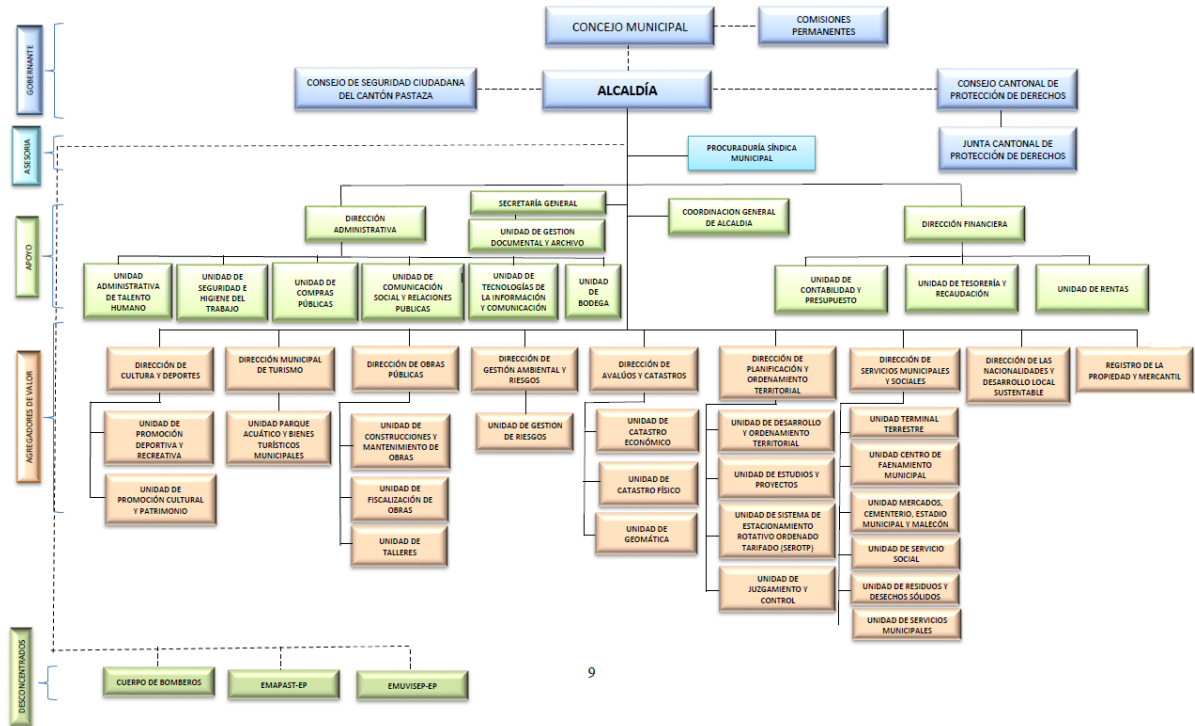 CONCEJO MUNICIPAL
COMISIONES
PERMANENTES
GOBERNANTE
CONSEJO DE SEGURIDAD CIUDADANA
DEL CANTÓN PASTAZA
ALCALDÍA
CONSEJO CANTONAL DE
PROTECCIÓN DE DERECHOS
ASESORIA
PROCURADURÍA SÍNDICA
MUNICIPAL
JUNTA CANTONAL DE
PROTECCIÓN DE DERECHOS
APOYO
DIRECCIÓN
ADMINISTRATIVA
SECRETARÍA GENERAL
UNIDAD DE GESTION
DOCUMENTAL Y ARCHIVO
COORDINACION GENERAL
DE ALCALDIA
DIRECCIÓN FINANCIERA
UNIDAD
ADMINISTRATIVA
DE TALENTO
HUMANO
UNIDAD DE
SEGURIDAD E
HIGIENE DEL
TRABAJO
UNIDAD DE
COMPRAS
PÚBLICAS
UNIDAD DE
COMUNICACIÓN
SOCIAL Y RELACIONES
PUBLICAS
UNIDAD DE
TECNOLOGÍAS DE
LA INFORMACIÓN
Y COMUNICACIÓN
UNIDAD
DE
BODEGA
UNIDAD DE
CONTABILIDAD Y
PRESUPUESTO
UNIDAD DE TESORERÍA Y
RECAUDACIÓN
UNIDAD DE RENTAS
AGREGADORES DE VALOR
DIRECCIÓN DE
CULTURA Y DEPORTES
DIRECCIÓN MUNICIPAL
DE TURISMO
DIRECCIÓN DE OBRAS
PÚBLICAS
DIRECCIÓN DE
GESTIÓN AMBIENTAL Y
RIESGOS
DIRECCIÓN DE
AVALÚOS Y CATASTROS
DIRECCIÓN DE
PLANIFICACIÓN Y
ORDENAMIENTO
TERRITORIAL
DIRECCIÓN DE
SERVICIOS MUNICIPALES
Y SOCIALES
DIRECCIÓN DE LAS
NACIONALIDADES Y
DESARROLLO LOCAL
SUSTENTABLE
REGISTRO DE LA
PROPIEDAD Y MERCANTIL
UNIDAD DE
PROMOCIÓN
DEPORTIVA Y
RECREATIVA
UNIDAD DE
PROMOCIÓN CULTURAL
Y PATRIMONIO
UNIDAD PARQUE
ACUÁTICO Y BIENES
TURÍSTICOS
MUNICIPALES
UNIDAD DE
CONSTRUCCIONES Y
MANTENIMIENTO DE
OBRAS
UNIDAD DE
FISCALIZACIÓN DE
OBRAS
UNIDAD DE
TALLERES
UNIDAD DE GESTION DE
RIESGOS
UNIDAD DE
CATASTRO
ECONÓMICO
UNIDAD DE
CATASTRO FÍSICO
UNIDAD DE
GEOMÁTICA
UNIDAD DE DESARROLLO
Y ORDENAMIENTO
TERRITORIAL
UNIDAD DE ESTUDIOS Y
PROYECTOS
UNIDAD DE SISTEMA DE
ESTACIONAMIENTO
ROTATIVO ORDENADO
TARIFADO (SEROTP)
UNIDAD DE
JUZGAMIENTO Y
CONTROL
UNIDAD TERMINAL
TERRESTRE
UNIDAD CENTRO DE
FAENAMIENTO
MUNICIPAL
UNIDAD MERCADOS,
CEMENTERIO, ESTADIO
MUNICIPAL Y MALECÓN
UNIDAD DE SERVICIO
SOCIAL
UNIDAD DE RESIDUOS Y
DESECHOS SÓLIDOS
UNIDAD DE SERVICIOS
MUNICIPALES
DESCONCENTRADOS
CUERPO DE BOMBEROS
EMAPAST-EP
EMUVISEP-EP
9